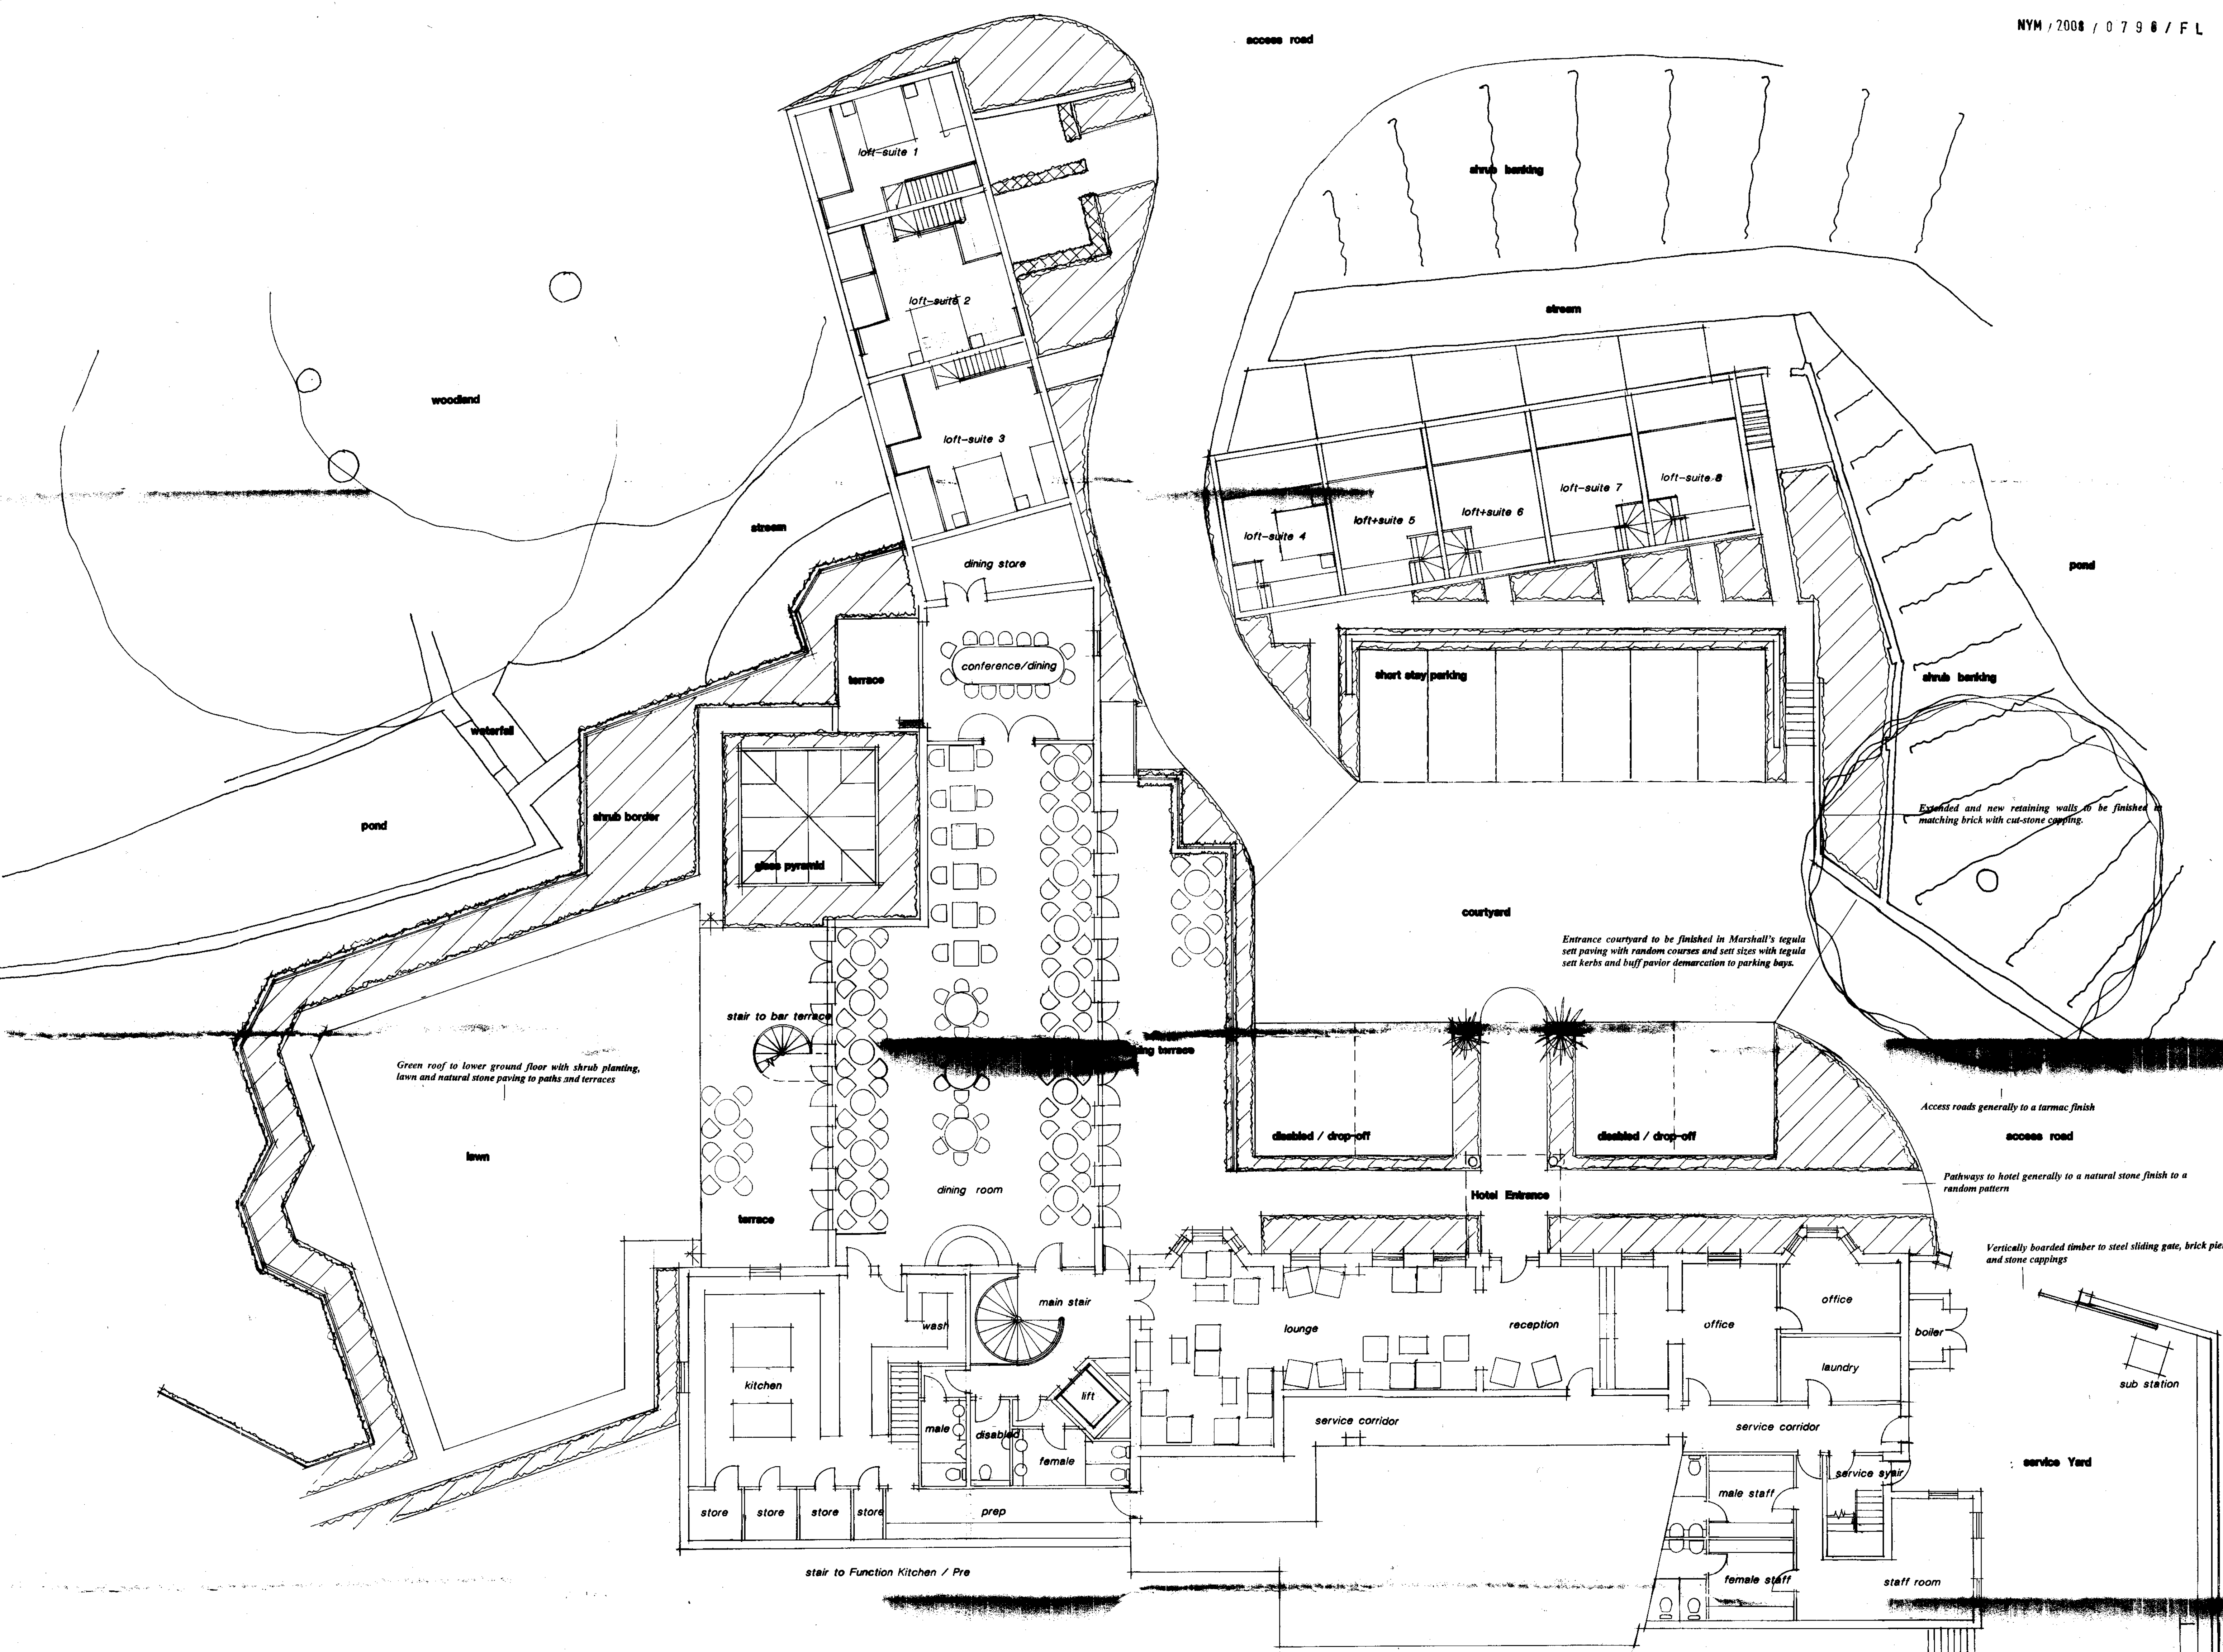 NYM / 2008 / 0 7 9 6 / F L
access road
shrub banking
loft-suite 1
loft-suite 2
stream
woodland
loft-suite 3
loft-suite 4
loft+suite 5
loft+suite 6
loft-suite 7
loft-suite 8
stream
dining store
pond
conference/dining
terrace
short stay parking
shrub banking
waterfall
pond
shrub border
glass pyramid
Extended and new retaining walls to be finished in
matching brick with cut-stone capping.
courtyard
Entrance courtyard to be finished in Marshall's tegula
sett paving with random courses and sett sizes with tegula
sett kerbs and buff pavior demarcation to parking bays.
stair to bar terrace
terrace
Green roof to lower ground floor with shrub planting,
lawn and natural stone paving to paths and terraces
Access roads generally to a tarmac finish
disabled / drop-off
disabled / drop-off
access road
lawn
Pathways to hotel generally to a natural stone finish to a
random pattern
dining room
Hotel Entrance
terrace
Vertically boarded timber to steel sliding gate, brick pie
and stone cappings
main stair
office
wash
lounge
reception
office
boiler
laundry
kitchen
lift
sub station
service corridor
service corridor
male
disabled
female
service Yard
service syair
male staff
store
store
store
store
prep
stair to Function Kitchen / Pre
female staff
staff room